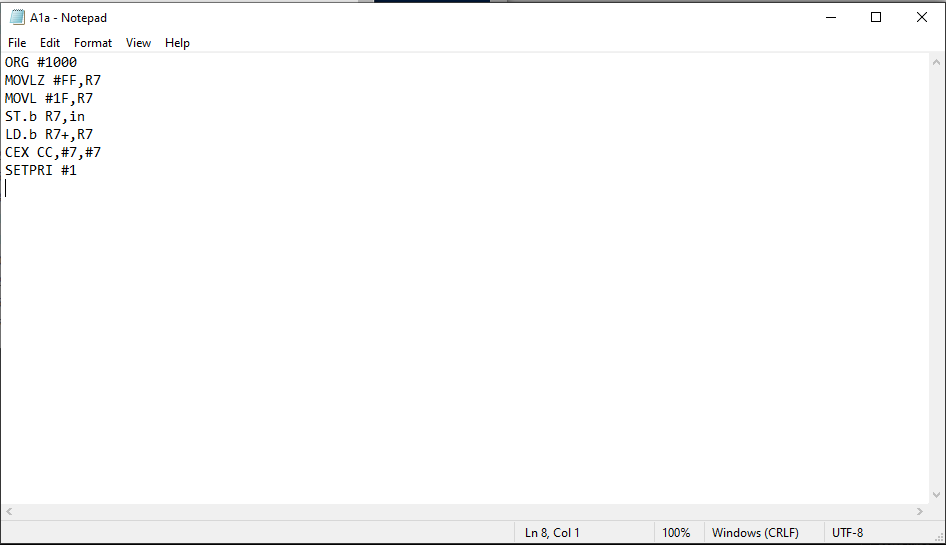 A1a - Notepad
File Edit Format View Help
ORG #1000
MOVLZ #FF,R7
MOVL #1F,R7
ST.b R7,in
LD.b R7+,R7
CEX CC,#7,#7
SETPRI #1
Ln 8, Col 1 100% Windows (CRLF) UTF-8